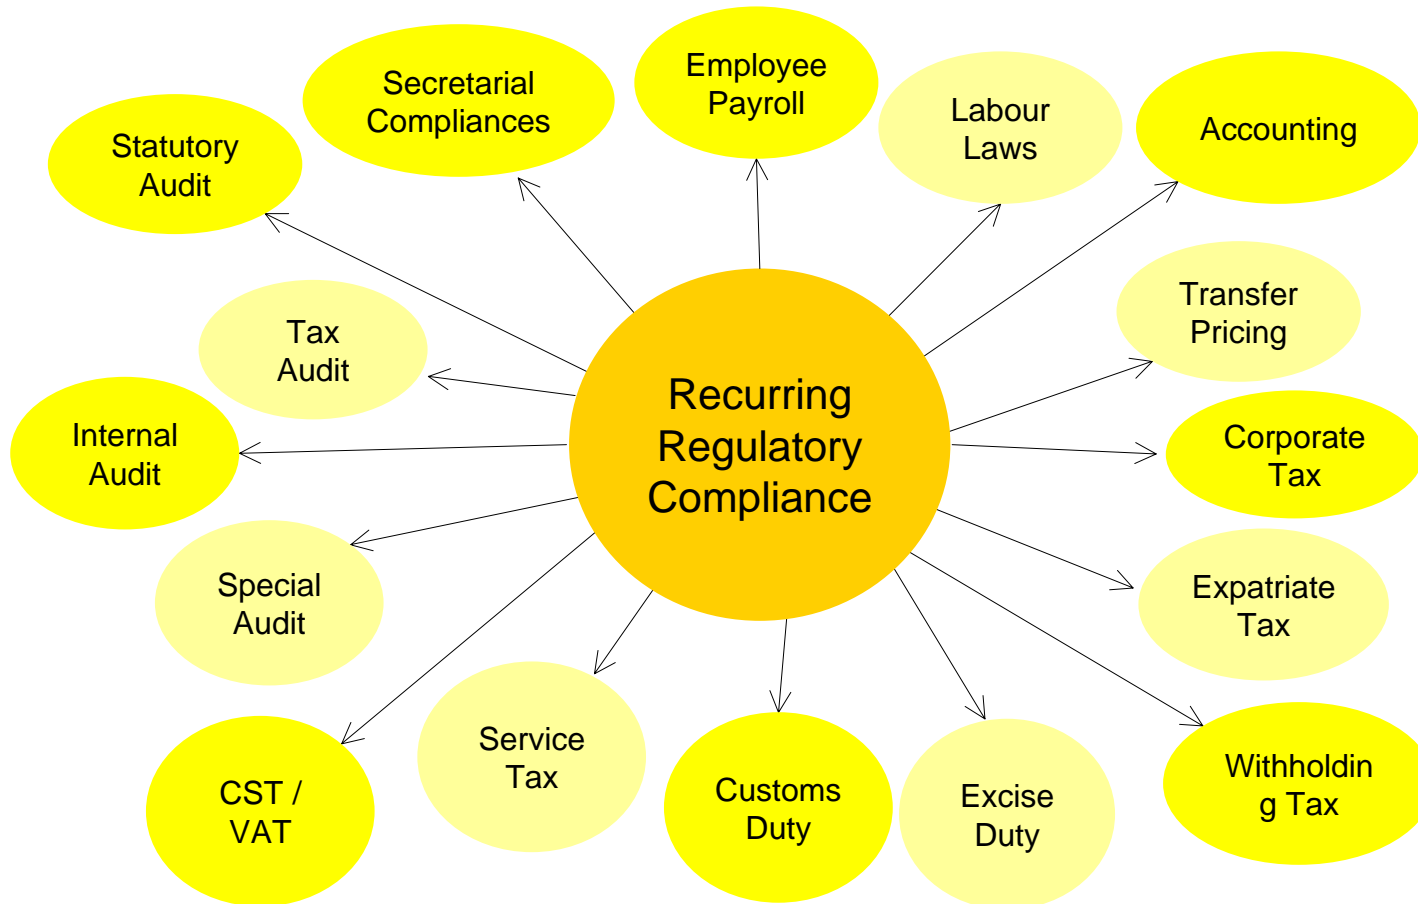 Employee
Payroll
Secretarial
Compliances
Labour
Laws
Accounting
Statutory
Audit
Transfer
Pricing
Tax
Audit
Recurring
Regulatory
Compliance
Internal
Audit
Corporate
Tax
Special
Audit
Expatriate
Tax
Service
Tax
CST /
VAT
Customs
Duty
Excise
Duty
Withholdin
g Tax